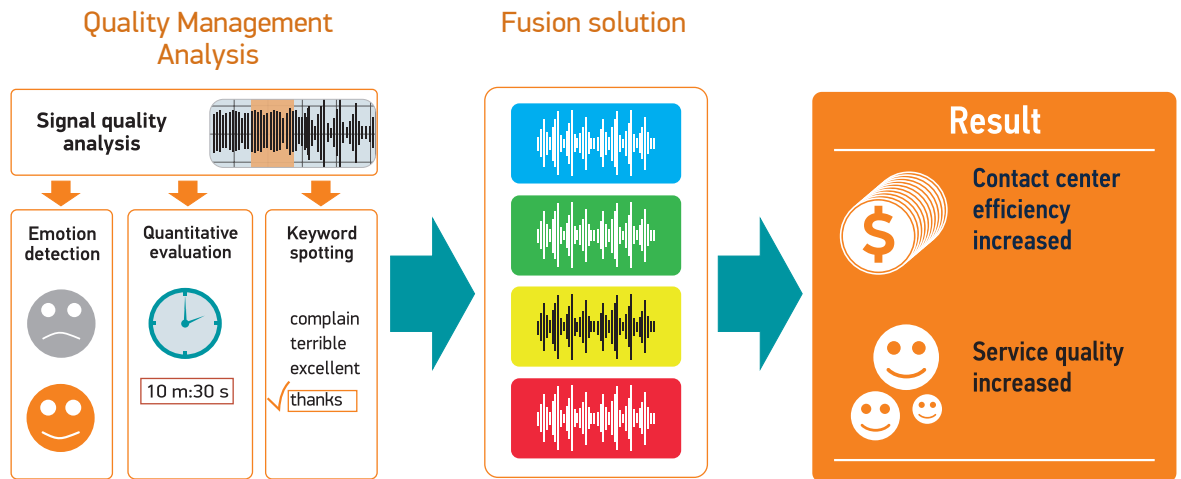 Quality Management
Analysis
Fusion solution
Signal quality
analysis
Emotion
detection
Quantitative
evaluation
10 m:30 s
Keyword
spotting
complain
terrible
excellent
thanks
Result
$
Contact center
efficiency
increased
Service quality
increased